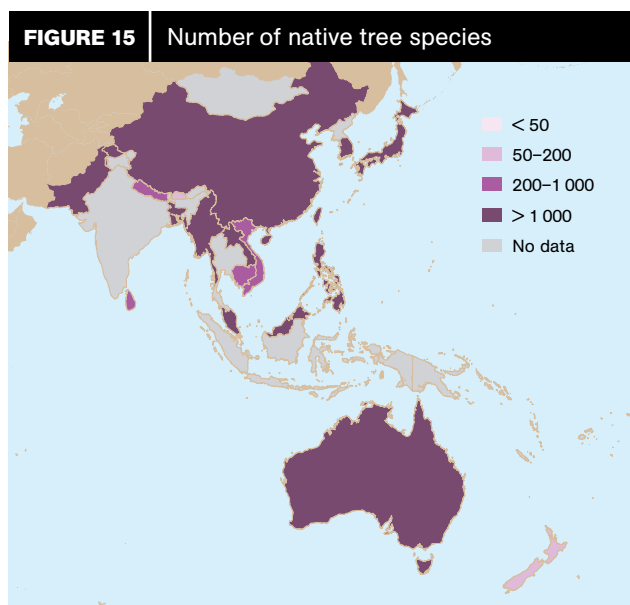 FIGURE 15 Number of native tree species
< 50
50–200
200–1 000
> 1 000
No data